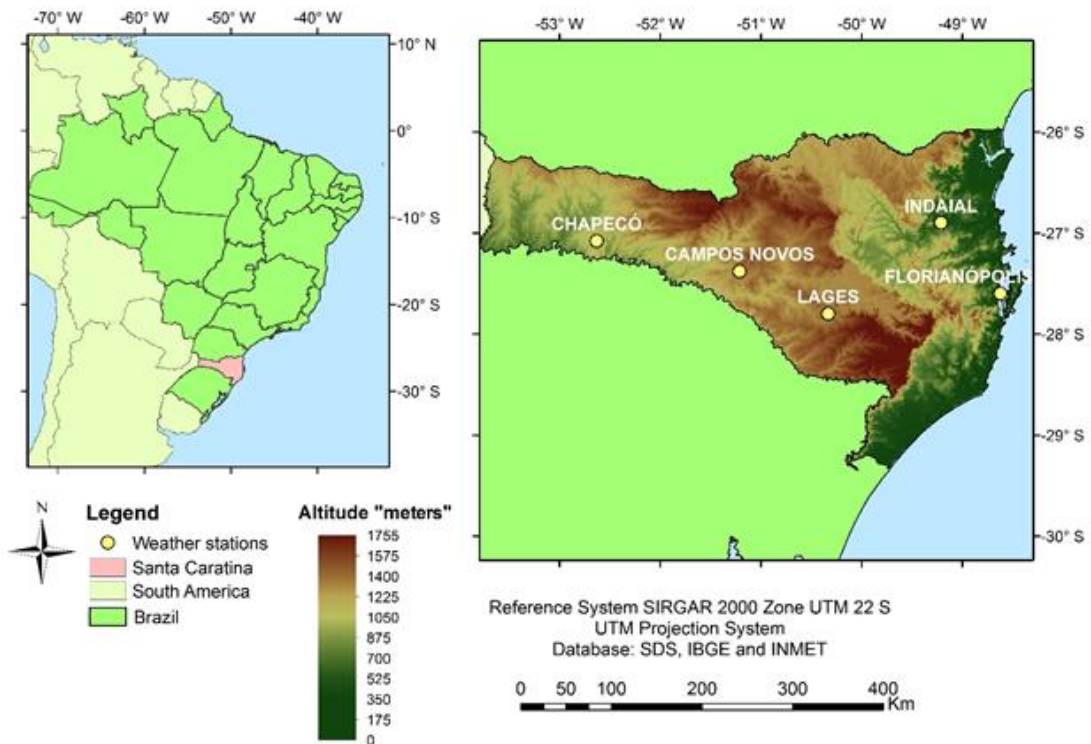 -70° W -60° W -50° W -40° W
10° N
0°
-10° S
-20° S
-30° S
-53° W -52° W -51° W -50° W -49° W
-26° S
-27° S
-28° S
-29° S
-30° S
CHAPECÓ
CAMPOS NOVOS
LAGES
INDAIAL
FLORIANÓPOLIS
N
Legend
Weather stations
Santa Caratina
South America
Brazil
Altitude "meters"
1755
1575
1400
1225
1050
875
700
525
350
175
0
Reference System SIRGAR 2000 Zone UTM 22 S
UTM Projection System
Database: SDS, IBGE and INMET
0 50 100 200 300 400
Km